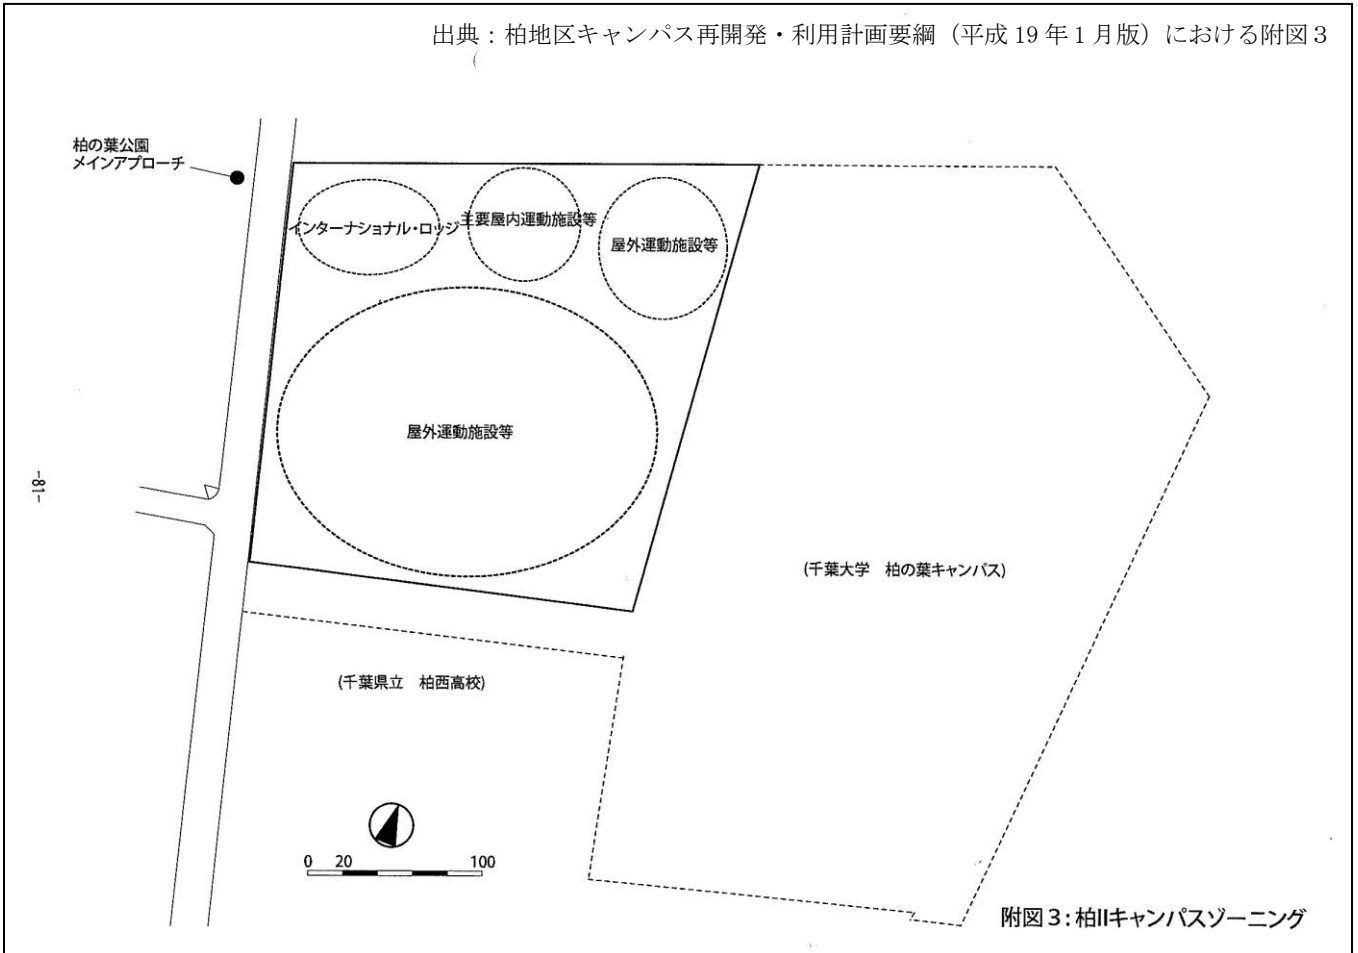 出典：柏地区キャンパス再開発・利用計画要綱（平成 19 年 1 月版）における附図３
柏の葉公園
メインアプローチ
インターナショナル・ロッジ
主要屋内運動施設等
屋外運動施設等
屋外運動施設等
-81-
(千葉大学　柏の葉キャンパス)
(千葉県立　柏西高校)
0 20 100
附図３:柏IIキャンパスゾーニング